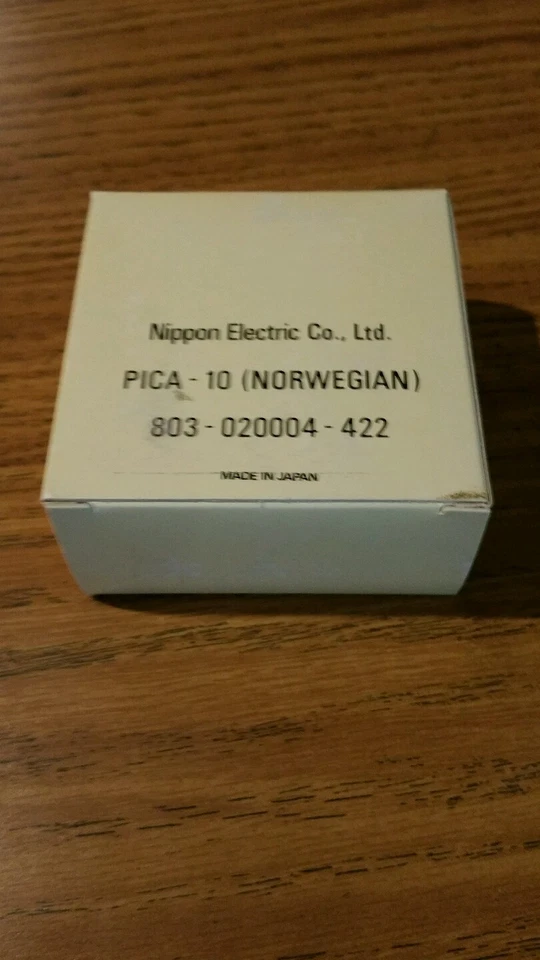 Nippon Electric Co., Ltd.
PICA - 10 (NORWEGIAN)
803 - 020004 - 422
MADE IN JAPAN